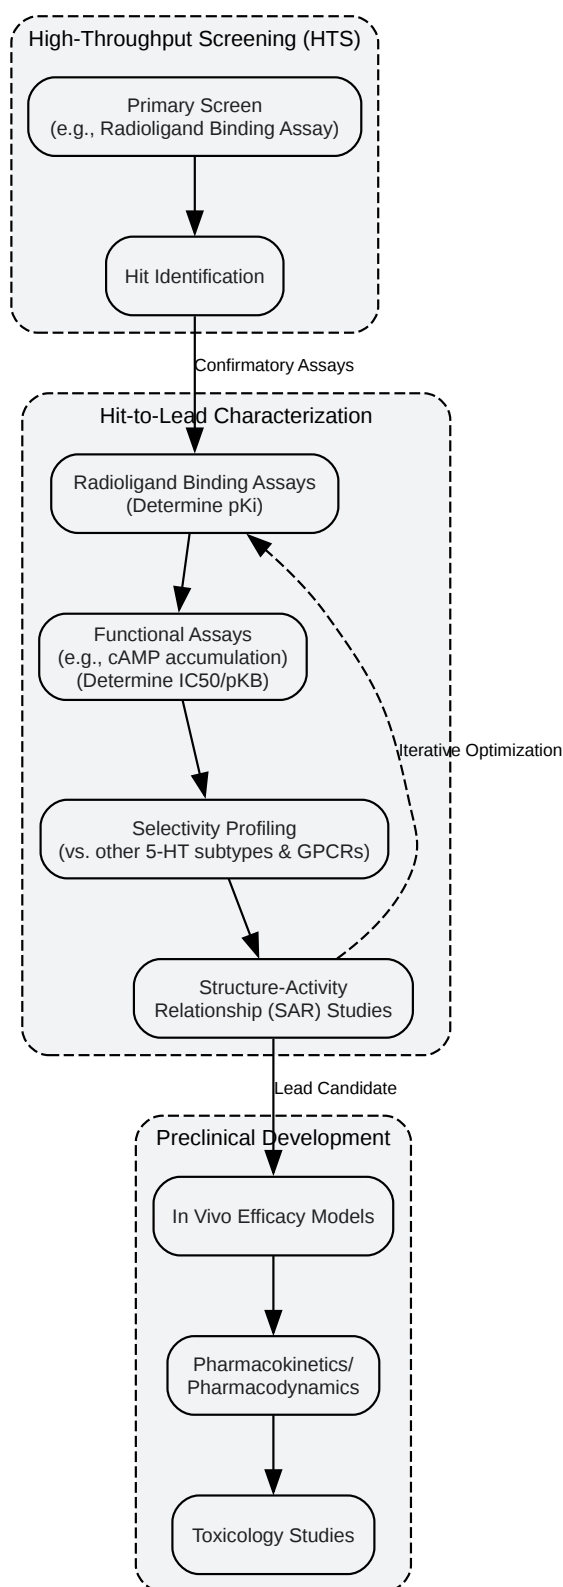 High-Throughput Screening (HTS)
Primary Screen
(e.g., Radioligand Binding Assay)
Hit Identification
Confirmatory Assays
Hit-to-Lead Characterization
Radioligand Binding Assays
(Determine pKi)
Functional Assays
(e.g., cAMP accumulation)
(Determine IC50/pKB)
Iterative Optimization
Selectivity Profiling
(vs. other 5-HT subtypes & GPCRs)
Structure-Activity
Relationship (SAR) Studies
Lead Candidate
Preclinical Development
In Vivo Efficacy Models
Pharmacokinetics/
Pharmacodynamics
Toxicology Studies